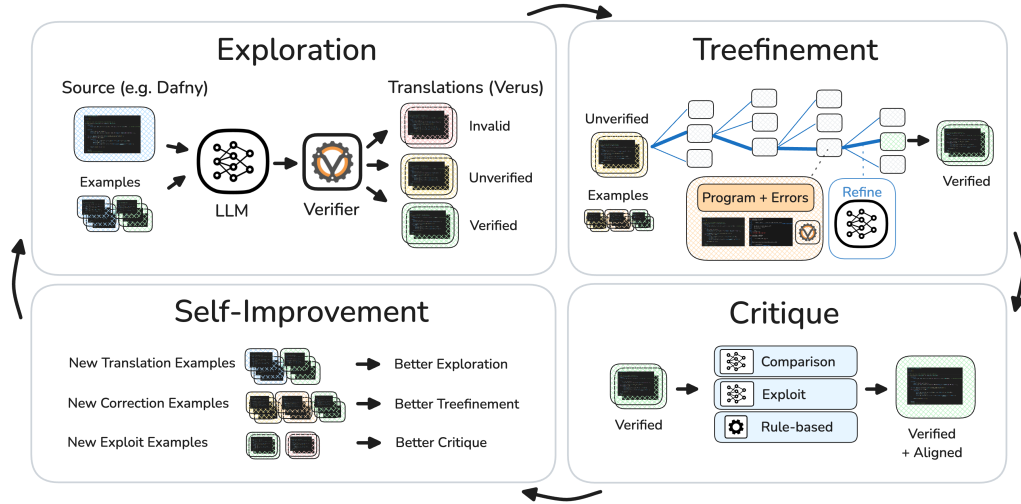 Exploration
Source (e.g. Dafny)
Translations (Verus)
Examples
LLM
Verifier
Invalid
Unverified
Verified
Treefinement
Unverified
Examples
Program + Errors
Refine
Verified
Self-Improvement
New Translation Examples
Better Exploration
New Correction Examples
Better Treefinement
New Exploit Examples
Better Critique
Critique
Verified
Comparison
Exploit
Rule-based
Verified
+ Aligned